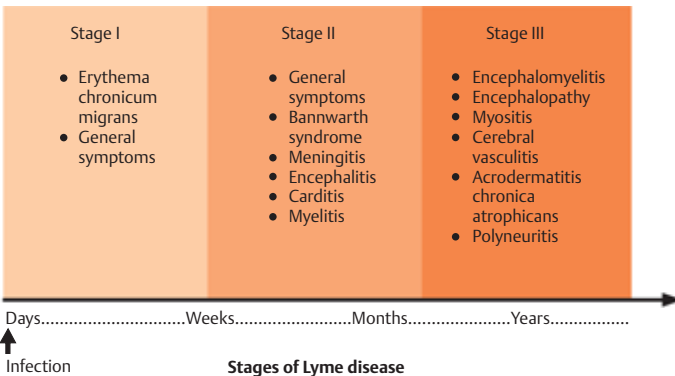 Stage I
• Erythema
chronicum
migrans
• General
symptoms
Stage II
• General
symptoms
• Bannwarth
syndrome
• Meningitis
• Encephalitis
• Carditis
• Myelitis
Stage III
• Encephalomyelitis
• Encephalopathy
• Myositis
• Cerebral
vasculitis
• Acrodermatitis
chronica
atrophicans
• Polyneuritis
Days.............................Weeks.......................Months...................Years................
Infection
Stages of Lyme disease